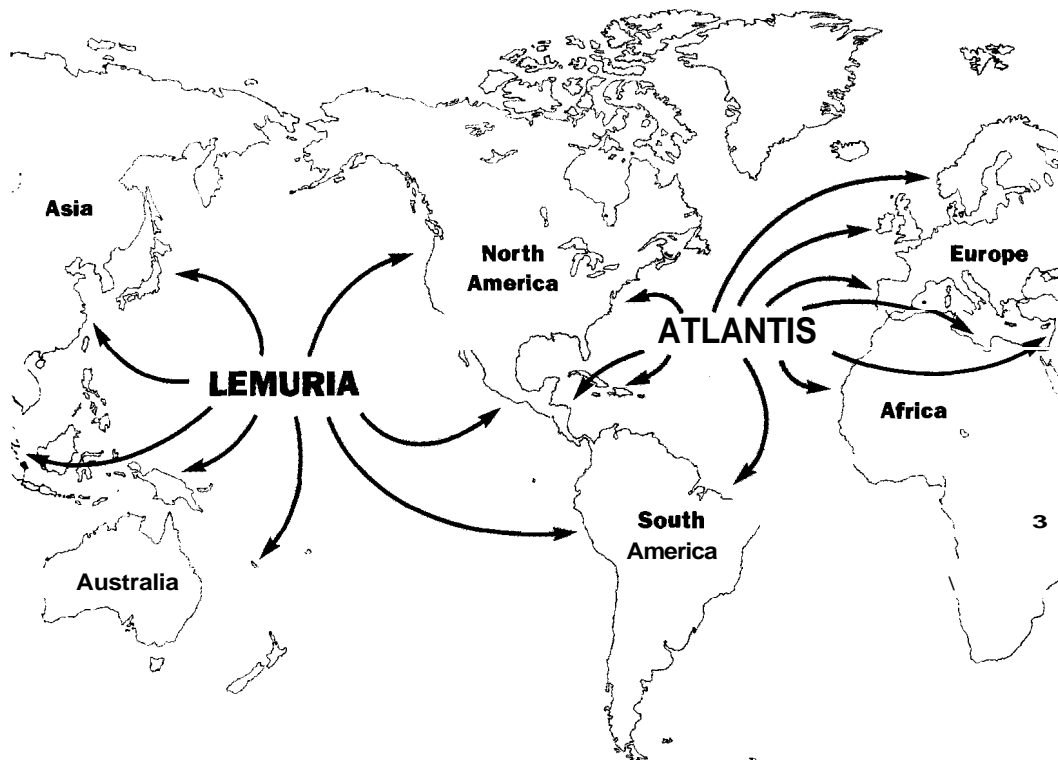 Asia
North
America
Europe
ATLANTIS
LEMURIA
Africa
South
America
3
Australia